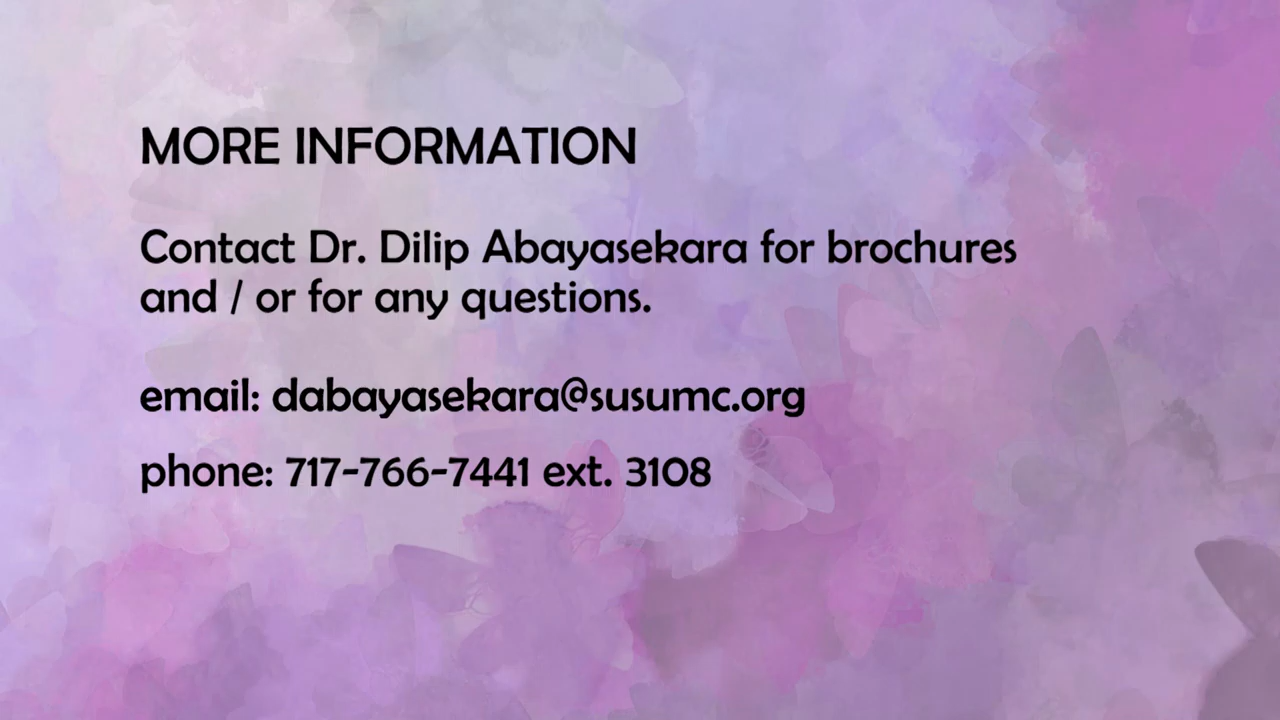 MORE INFORMATION
Contact Dr. Dilip Abayasekara for brochures
and / or for any questions.
email: dabayasekara@susumc.org
phone: 717-766-7441 ext. 3108